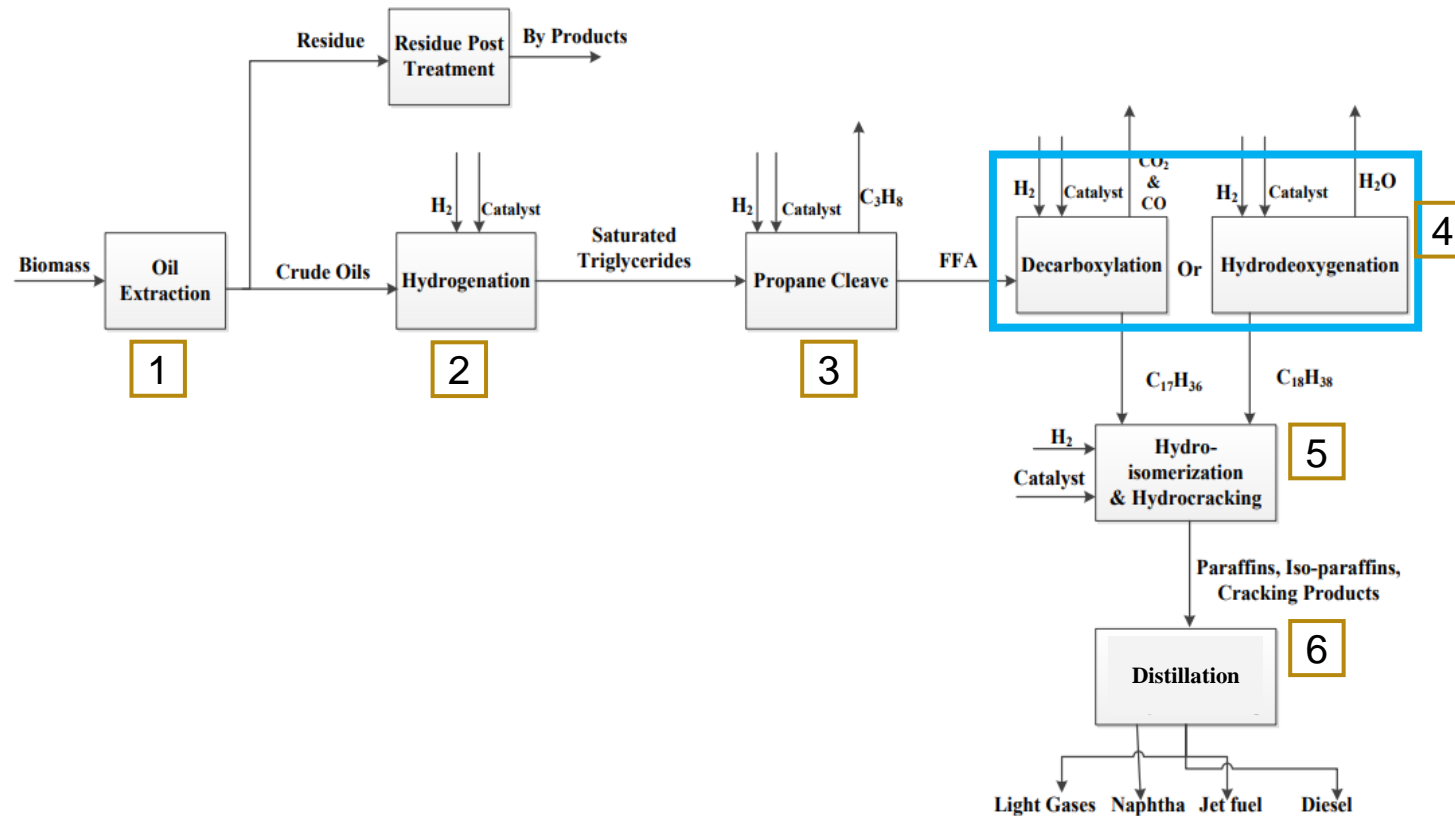 Residue
Residue Post
Treatment
By Products
Biomass
Oil
Extraction
1
Crude Oils
H₂
Catalyst
Hydrogenation
2
Saturated
Triglycerides
H₂
Catalyst
C₃H₈
Propane Cleave
3
FFA
H₂
Catalyst
CO₂
&
CO
Decarboxylation
Or
H₂
Catalyst
H₂O
Hydrodeoxygenation
4
C₁₇H₃₆
C₁₈H₃₈
H₂
Catalyst
Hydro-
isomerization
& Hydrocracking
5
Paraffins, Iso-paraffins,
Cracking Products
6
Distillation
Light Gases
Naphtha
Jet fuel
Diesel